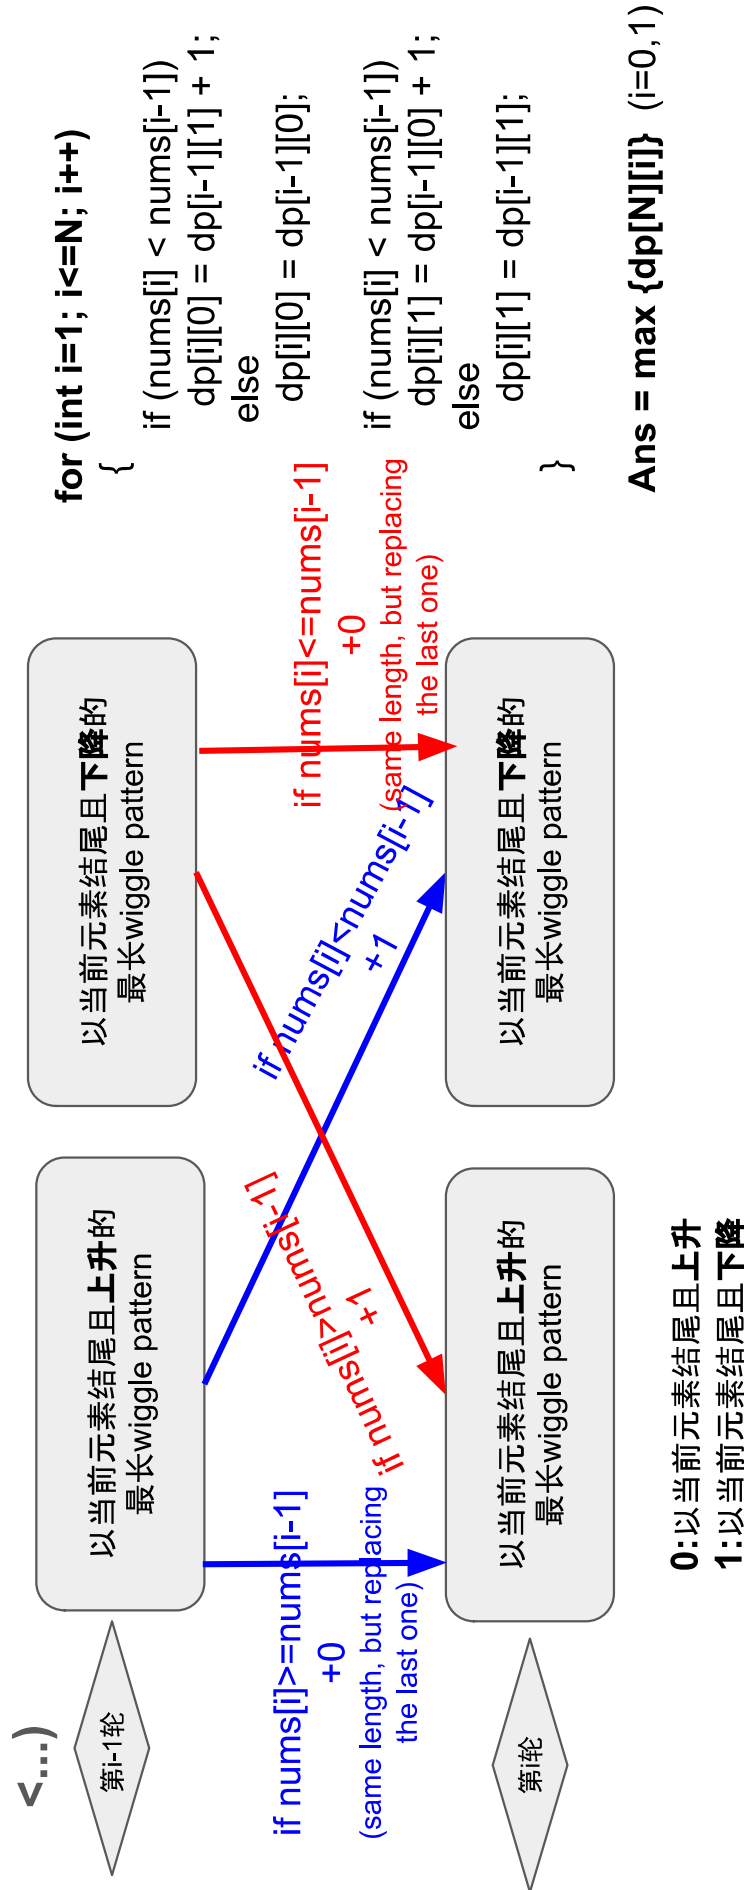 <...)
第i-1轮
以当前元素结尾且上升的
最长wiggle pattern
以当前元素结尾且下降的
最长wiggle pattern
for (int i=1; i<=N; i++)
{
if (nums[i] < nums[i-1])
dp[i][0] = dp[i-1][1] + 1;
else
dp[i][0] = dp[i-1][0];
if (nums[i] < nums[i-1])
dp[i][1] = dp[i-1][0] + 1;
else
dp[i][1] = dp[i-1][1];
}
Ans = max {dp[N][i]} (i=0,1)
if nums[i]>=nums[i-1]
+0
(same length, but replacing
the last one)
if nums[i]>nums[i-1]
+1
if nums[i]<nums[i-1]
+1
if nums[i]<=nums[i-1]
+0
(same length, but replacing
the last one)
第i轮
以当前元素结尾且上升的
最长wiggle pattern
以当前元素结尾且下降的
最长wiggle pattern
0:以当前元素结尾且上升
1:以当前元素结尾且下降